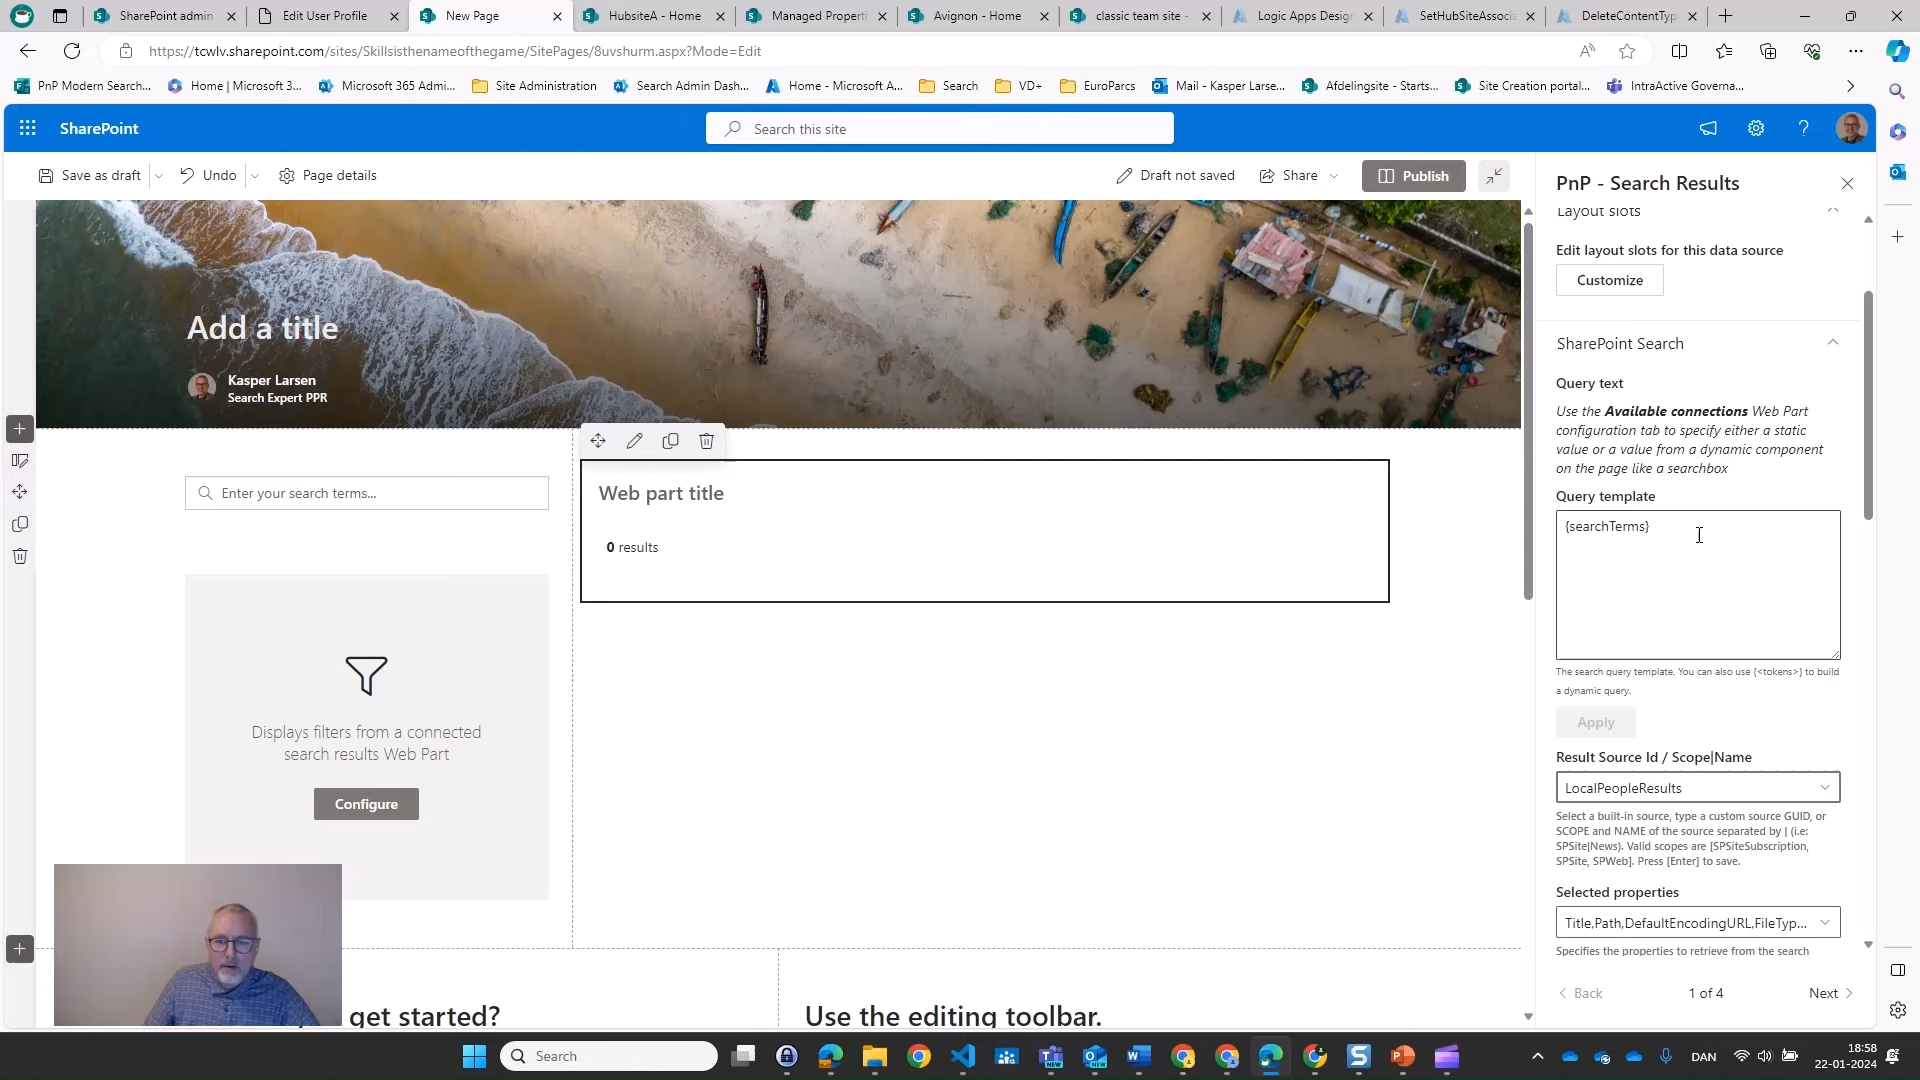 SharePoint admin
Edit User Profile
New Page
HubsiteA - Home
Managed Properti
Avignon - Home
classic team site -
Logic Apps Design
SetHubSiteAssocia
DeleteContentTyp
https://tcwlv.sharepoint.com/sites/Skillsisthenameofthegame/SitePages/8uvshurm.aspx?Mode=Edit
PnP Modern Search...
Home | Microsoft 3...
Microsoft 365 Admi...
Site Administration
Search Admin Dash...
Home - Microsoft A...
Search
VD+
EuroParcs
Mail - Kasper Larse...
Afdelingsite - Starts...
Site Creation portal...
IntraActive Governa...
SharePoint
Search this site
Save as draft
Undo
Page details
Draft not saved
Share
Publish
Add a title
Kasper Larsen
Search Expert PPR
Enter your search terms...
Web part title
0 results
Displays filters from a connected
search results Web Part
Configure
get started?
Use the editing toolbar.
PnP - Search Results
Layout slots
Edit layout slots for this data source
Customize
SharePoint Search
Query text
Use the Available connections Web Part
configuration tab to specify either a static
value or a value from a dynamic component
on the page like a searchbox
Query template
{searchTerms}
The search query template. You can also use {<tokens>} to build
a dynamic query.
Apply
Result Source Id / Scope|Name
LocalPeopleResults
Select a built-in source, type a custom source GUID, or
SCOPE and NAME of the source separated by | (i.e:
SPSite|News). Valid scopes are [SPSiteSubscription,
SPSite, SPWeb]. Press [Enter] to save.
Selected properties
Title,Path,DefaultEncodingURL,FileTyp...
Specifies the properties to retrieve from the search
Back
1 of 4
Next
Search
DAN
18:58
22-01-2024